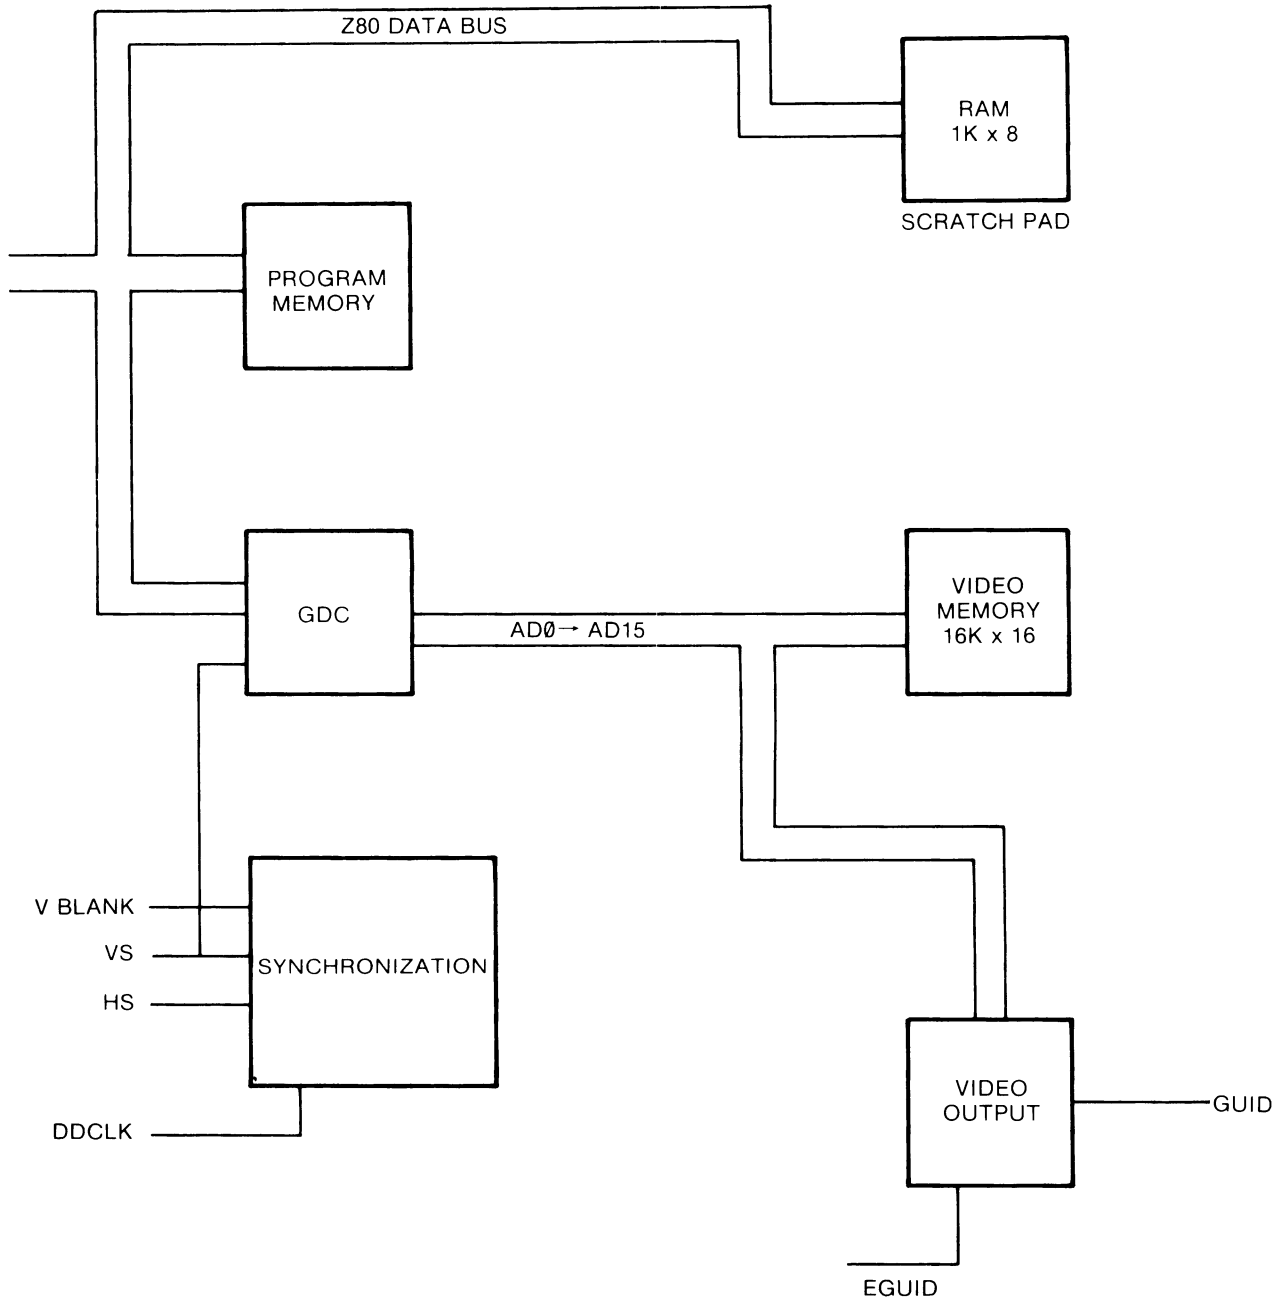 Z80 DATA BUS
RAM
1K x 8
SCRATCH PAD
PROGRAM
MEMORY
GDC
AD0→ AD15
VIDEO
MEMORY
16K x 16
V BLANK
VS
HS
SYNCHRONIZATION
DDCLK
VIDEO
OUTPUT
GUID
EGUID